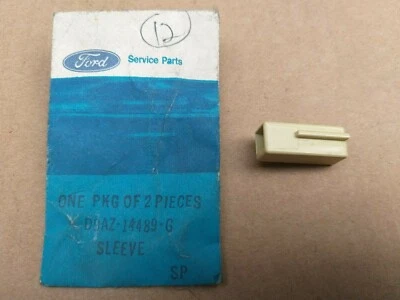 12
Ford
Service Parts
ONE PKG OF 2 PIECES
D0AZ-14489-G
SLEEVE
SP